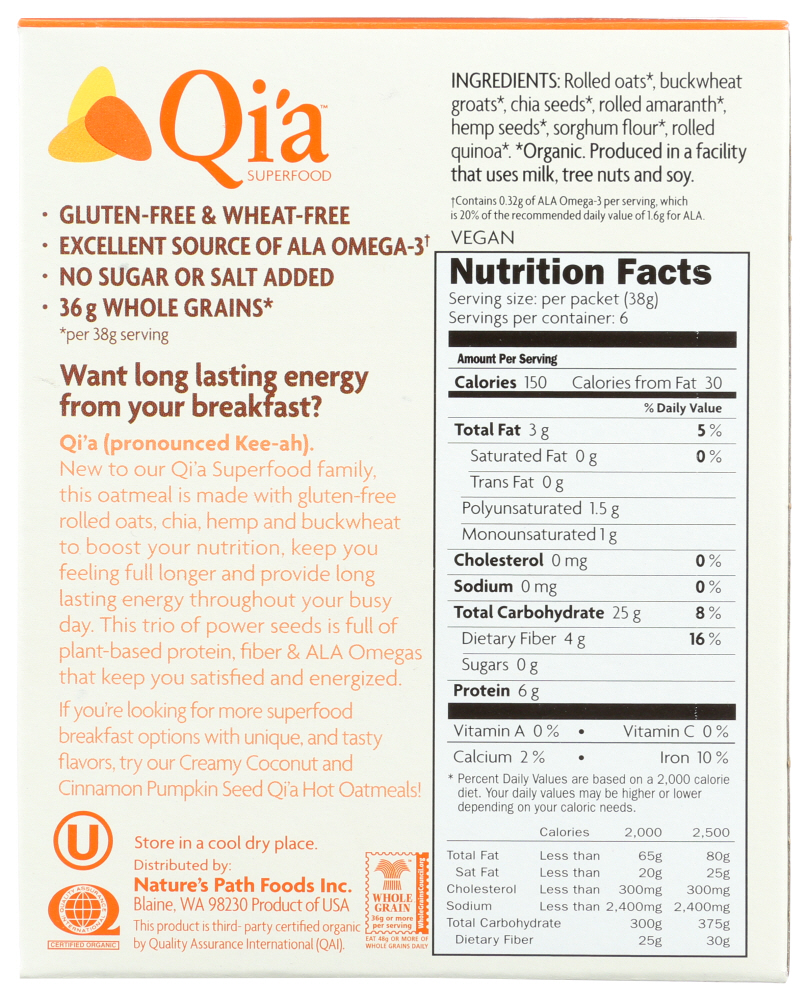 Qi'a™
SUPERFOOD
• GLUTEN-FREE & WHEAT-FREE
• EXCELLENT SOURCE OF ALA OMEGA-3†
• NO SUGAR OR SALT ADDED
• 36g WHOLE GRAINS*
*per 38g serving
Want long lasting energy
from your breakfast?
Qi'a (pronounced Kee-ah).
New to our Qi'a Superfood family,
this oatmeal is made with gluten-free
rolled oats, chia, hemp and buckwheat
to boost your nutrition, keep you
feeling full longer and provide long
lasting energy throughout your busy
day. This trio of power seeds is full of
plant-based protein, fiber & ALA Omegas
that keep you satisfied and energized.
If you're looking for more superfood
breakfast options with unique, and tasty
flavors, try our Creamy Coconut and
Cinnamon Pumpkin Seed Qi'a Hot Oatmeals!
U
Store in a cool dry place.
Distributed by:
Nature's Path Foods Inc.
Blaine, WA 98230 Product of USA
This product is third- party certified organic
by Quality Assurance International (QAI).
QUALITY ASSURANCE
INTERNATIONAL
CERTIFIED ORGANIC
WHOLE
GRAIN
36g or more
per serving
WholeGrainsCouncil.org
EAT 48g OR MORE OF
WHOLE GRAINS DAILY
INGREDIENTS: Rolled oats*, buckwheat
groats*, chia seeds*, rolled amaranth*,
hemp seeds*, sorghum flour*, rolled
quinoa*. *Organic. Produced in a facility
that uses milk, tree nuts and soy.
†Contains 0.32g of ALA Omega-3 per serving, which
is 20% of the recommended daily value of 1.6g for ALA.
VEGAN
Nutrition Facts
Serving size: per packet (38g)
Servings per container: 6
Amount Per Serving
Calories 150 Calories from Fat 30
% Daily Value
Total Fat 3 g 5 %
Saturated Fat 0 g 0 %
Trans Fat 0 g
Polyunsaturated 1.5 g
Monounsaturated 1 g
Cholesterol 0 mg 0 %
Sodium 0 mg 0 %
Total Carbohydrate 25 g 8 %
Dietary Fiber 4 g 16 %
Sugars 0 g
Protein 6 g
Vitamin A 0 % • Vitamin C 0 %
Calcium 2 % • Iron 10 %
* Percent Daily Values are based on a 2,000 calorie
diet. Your daily values may be higher or lower
depending on your caloric needs.
Calories 2,000 2,500
Total Fat Less than 65g 80g
Sat Fat Less than 20g 25g
Cholesterol Less than 300mg 300mg
Sodium Less than 2,400mg 2,400mg
Total Carbohydrate 300g 375g
Dietary Fiber 25g 30g